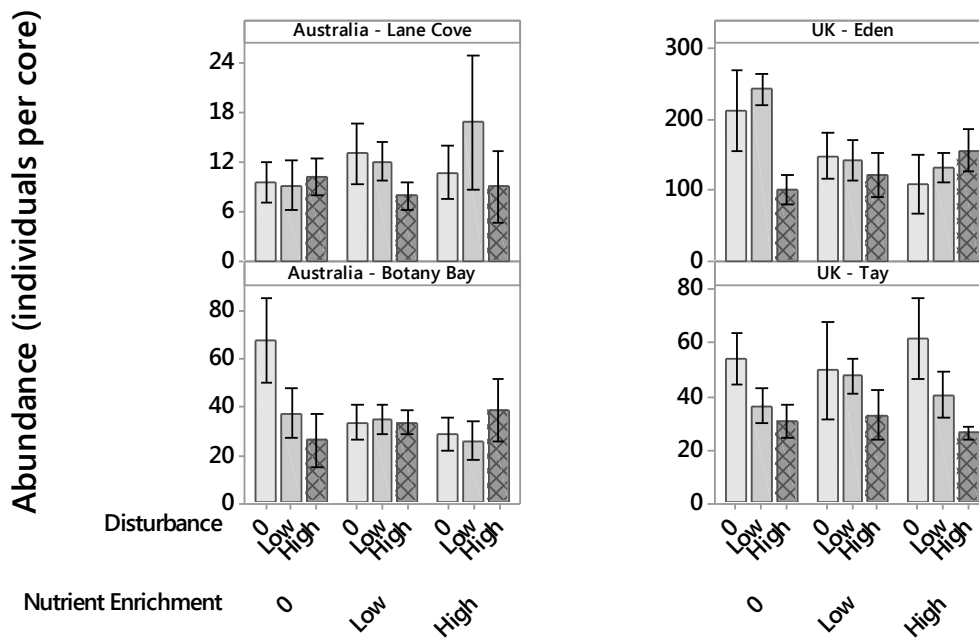 Abundance (individuals per core)
Australia - Lane Cove
24
18
12
6
0
UK - Eden
300
200
100
0
Australia - Botany Bay
80
60
40
20
0
UK - Tay
80
60
40
20
0
Disturbance 0 Low High 0 Low High 0 Low High 0 Low High 0 Low High 0 Low High
Nutrient Enrichment 0 Low High 0 Low High